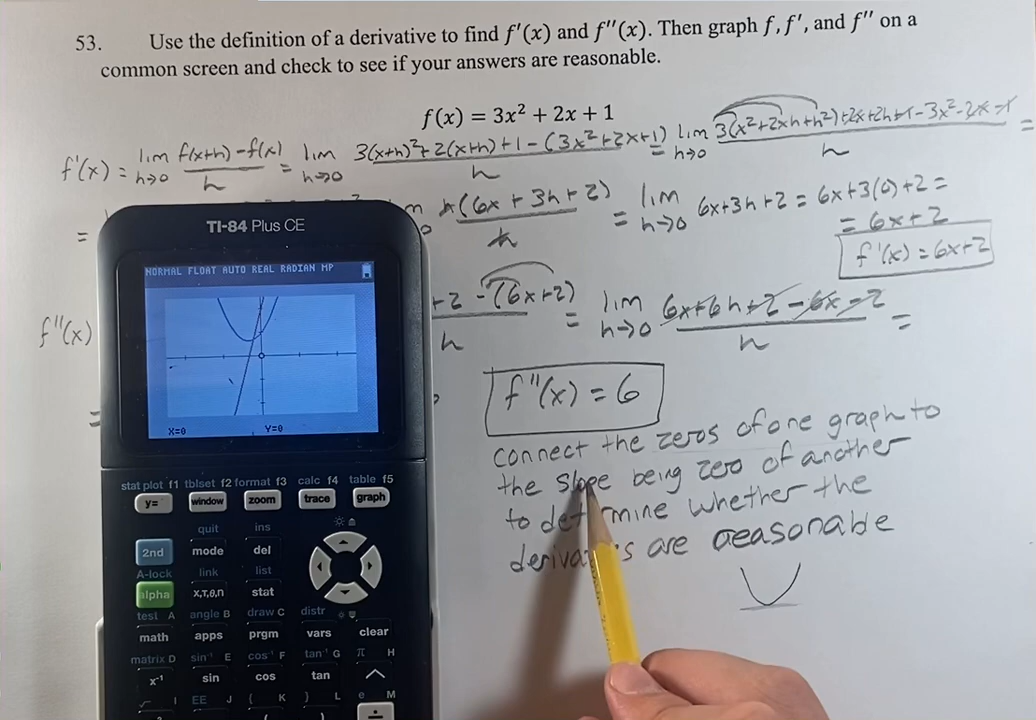 53. Use the definition of a derivative to find f′(x) and f″(x). Then graph f, f′, and f″ on a
common screen and check to see if your answers are reasonable.
f(x) = 3x² + 2x + 1
f'(x) = lim h→0 f(x+h) - f(x) / h = lim h→0 3(x+h)² + 2(x+h) + 1 - (3x² + 2x + 1) / h = lim h→0 3(x² + 2xh + h²) + 2x + 2h + 1 - 3x² - 2x - 1 / h =
= h(6x + 3h + 2) / h = lim h→0 6x + 3h + 2 = 6x + 3(0) + 2 =
= 6x + 2
f'(x) = 6x + 2
f"(x) + 2 - (6x + 2) / h = lim h→0 6x + 6h + 2 - 6x - 2 / h =
= f"(x) = 6
connect the zeros of one graph to
the slope being zero of another
to determine whether the
are reasonable
TI-84 Plus CE
NORMAL FLOAT AUTO REAL RADIAN MP
X=0 Y=0
stat plot f1 tblset f2 format f3 calc f4 table f5
y= window zoom trace graph
quit ins
2nd mode del
A-lock link list
alpha X,T,θ,n stat
test A angle B draw C distr
math apps prgm vars clear
matrix D sin⁻¹ E cos⁻¹ F tan⁻¹ G π H
x⁻¹ sin cos tan ^
√ I EE J ( K ) L e M
÷